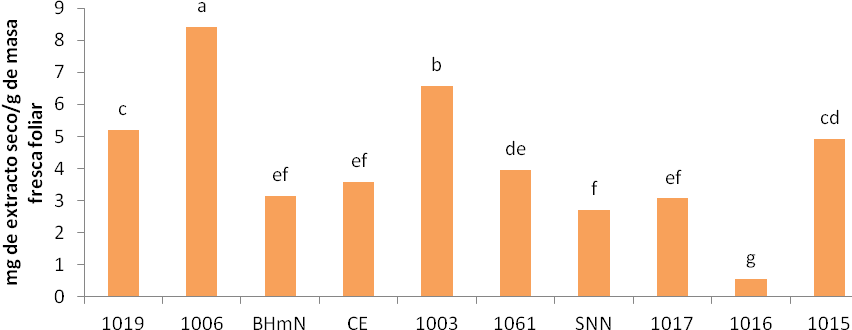 mg de extracto seco/g de masa
fresca foliar
9
8
7
6
5
4
3
2
1
0
c
a
ef
ef
b
de
f
ef
g
cd
1019 1006 BHmN CE 1003 1061 SNN 1017 1016 1015